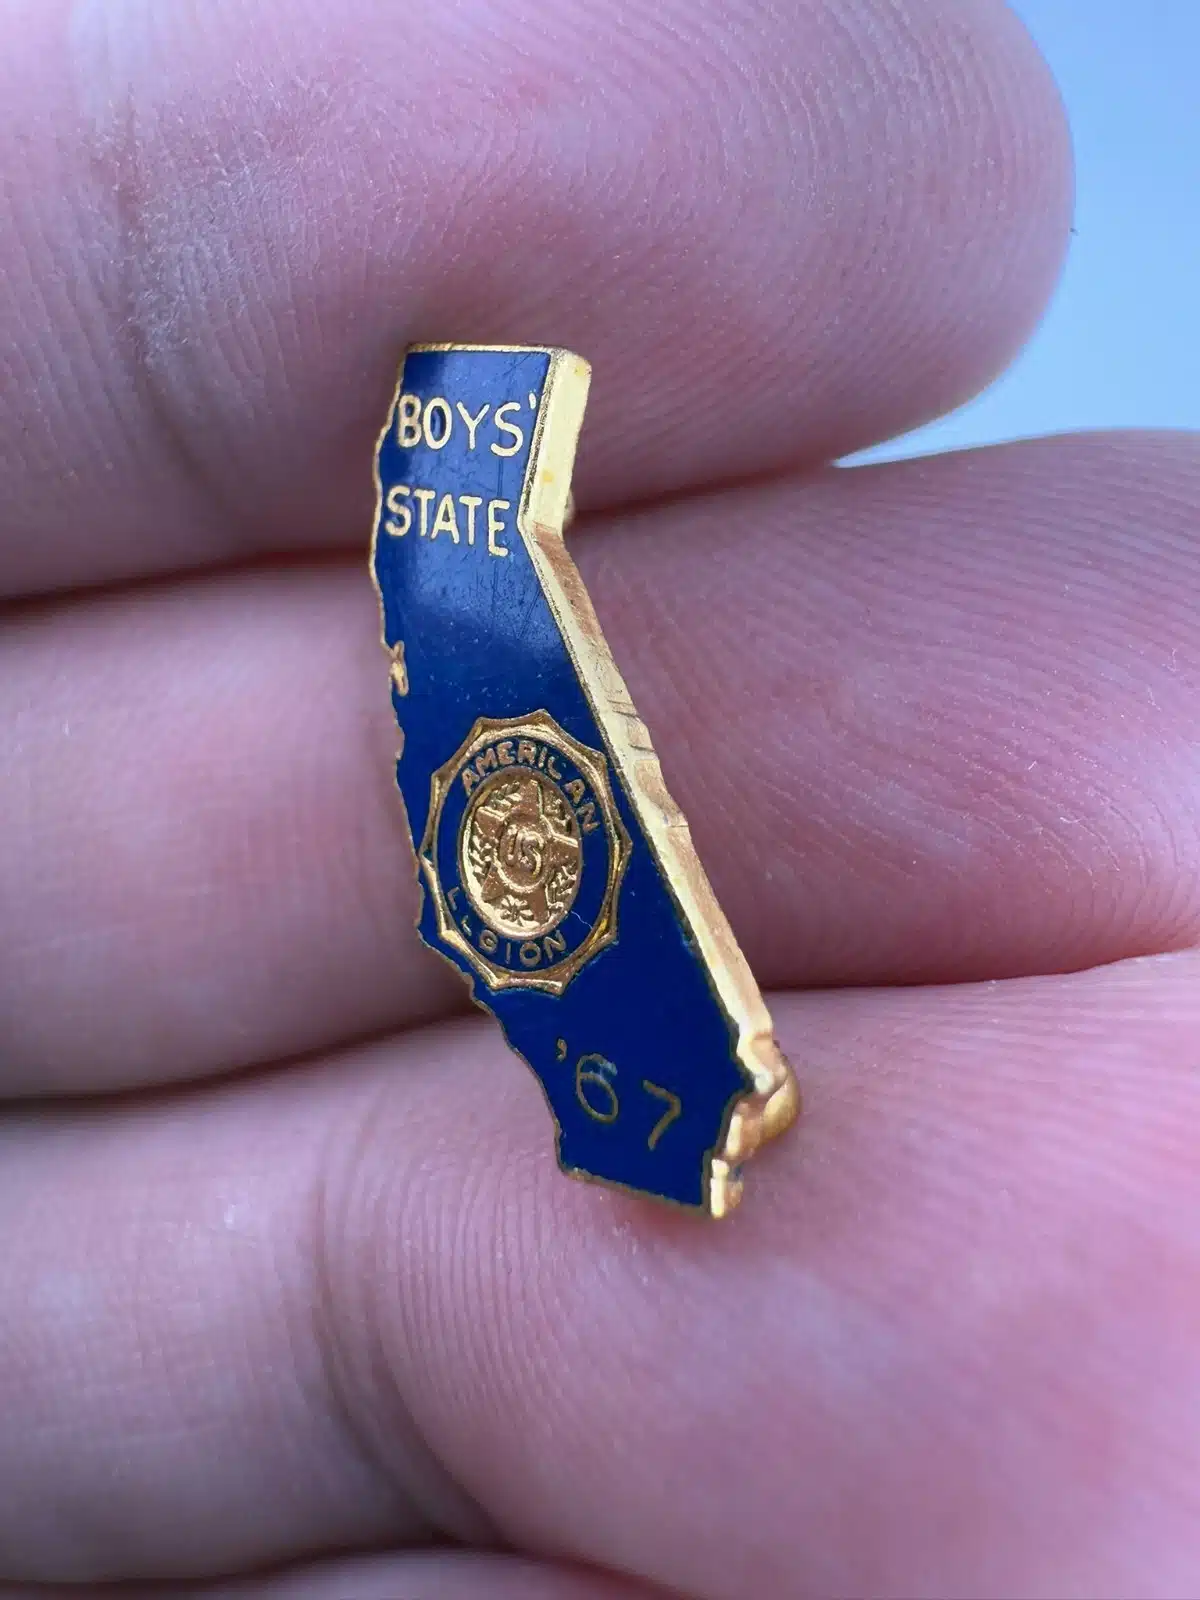 BOYS'
STATE
AMERICAN
US
LEGION
'67